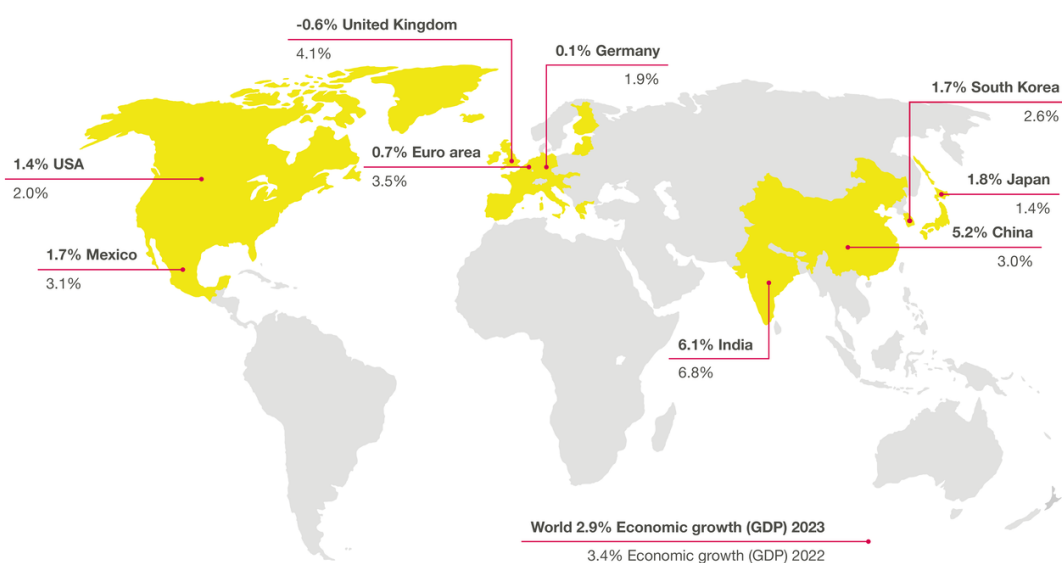 -0.6% United Kingdom
4.1%
0.1% Germany
1.9%
1.7% South Korea
2.6%
1.4% USA
2.0%
0.7% Euro area
3.5%
1.8% Japan
1.4%
5.2% China
3.0%
1.7% Mexico
3.1%
6.1% India
6.8%
World 2.9% Economic growth (GDP) 2023
3.4% Economic growth (GDP) 2022